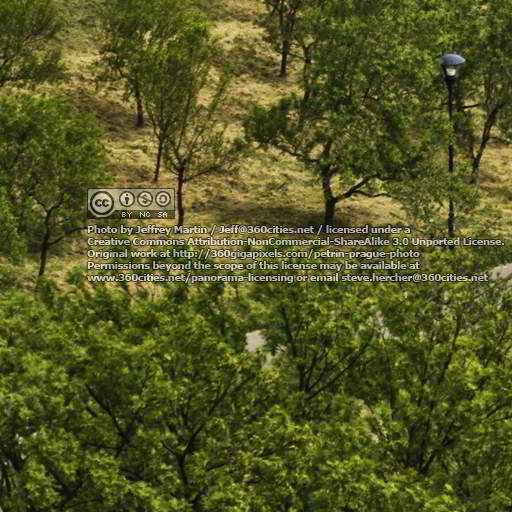 cc BY NC SA
Photo by Jeffrey Martin / Jeff@360cities.net / licensed under a
Creative Commons Attribution-NonCommercial-ShareAlike 3.0 Unported License.
Original work at http://360gigapixels.com/petrin-prague-photo
Permissions beyond the scope of this license may be available at
www.360cities.net/panorama-licensing or email steve.hercher@360cities.net